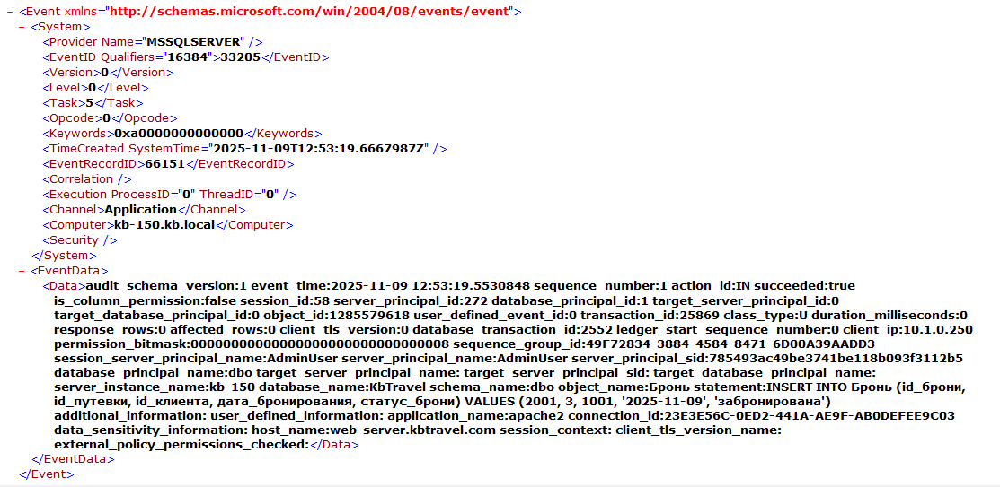 − <Event xmlns="http://schemas.microsoft.com/win/2004/08/events/event">
− <System>
<Provider Name="MSSQLSERVER" />
<EventID Qualifiers="16384">33205</EventID>
<Version>0</Version>
<Level>0</Level>
<Task>5</Task>
<Opcode>0</Opcode>
<Keywords>0xa0000000000000</Keywords>
<TimeCreated SystemTime="2025-11-09T12:53:19.6667987Z" />
<EventRecordID>66151</EventRecordID>
<Correlation />
<Execution ProcessID="0" ThreadID="0" />
<Channel>Application</Channel>
<Computer>kb-150.kb.local</Computer>
<Security />
</System>
− <EventData>
<Data>audit_schema_version:1 event_time:2025-11-09 12:53:19.5530848 sequence_number:1 action_id:IN succeeded:true
is_column_permission:false session_id:58 server_principal_id:272 database_principal_id:1 target_server_principal_id:0
target_database_principal_id:0 object_id:1285579618 user_defined_event_id:0 transaction_id:25869 class_type:U duration_milliseconds:0
response_rows:0 affected_rows:0 client_tls_version:0 database_transaction_id:2552 ledger_start_sequence_number:0 client_ip:10.1.0.250
permission_bitmask:00000000000000000000000000000008 sequence_group_id:49F72834-3884-4584-8471-6D00A39AADD3
session_server_principal_name:AdminUser server_principal_name:AdminUser server_principal_sid:785493ac49be3741be118b093f3112b5
database_principal_name:dbo target_server_principal_name: target_server_principal_sid: target_database_principal_name:
server_instance_name:kb-150 database_name:KbTravel schema_name:dbo object_name:Бронь statement:INSERT INTO Бронь (id_брони,
id_путевки, id_клиента, дата_бронирования, статус_брони) VALUES (2001, 3, 1001, '2025-11-09', 'забронирована')
additional_information: user_defined_information: application_name:apache2 connection_id:23E3E56C-0ED2-441A-AE9F-AB0DEFEE9C03
data_sensitivity_information: host_name:web-server.kbtravel.com session_context: client_tls_version_name:
external_policy_permissions_checked:</Data>
</EventData>
</Event>